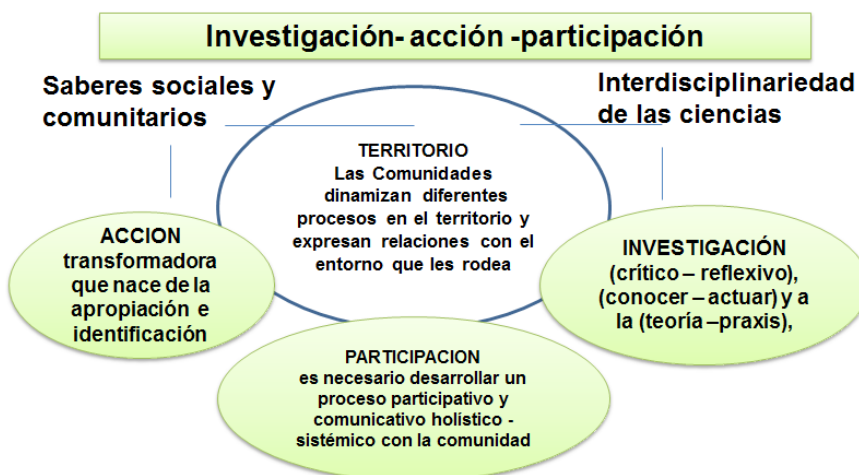 Investigación- acción -participación
Saberes sociales y
comunitarios
Interdisciplinariedad
de las ciencias
TERRITORIO
Las Comunidades
dinamizan diferentes
procesos en el territorio y
expresan relaciones con el
entorno que les rodea
ACCION
transformadora
que nace de la
apropiación e
identificación
INVESTIGACIÓN
(crítico – reflexivo),
(conocer – actuar) y a
la (teoría –praxis),
PARTICIPACION
es necesario desarrollar un
proceso participativo y
comunicativo holístico -
sistémico con la comunidad